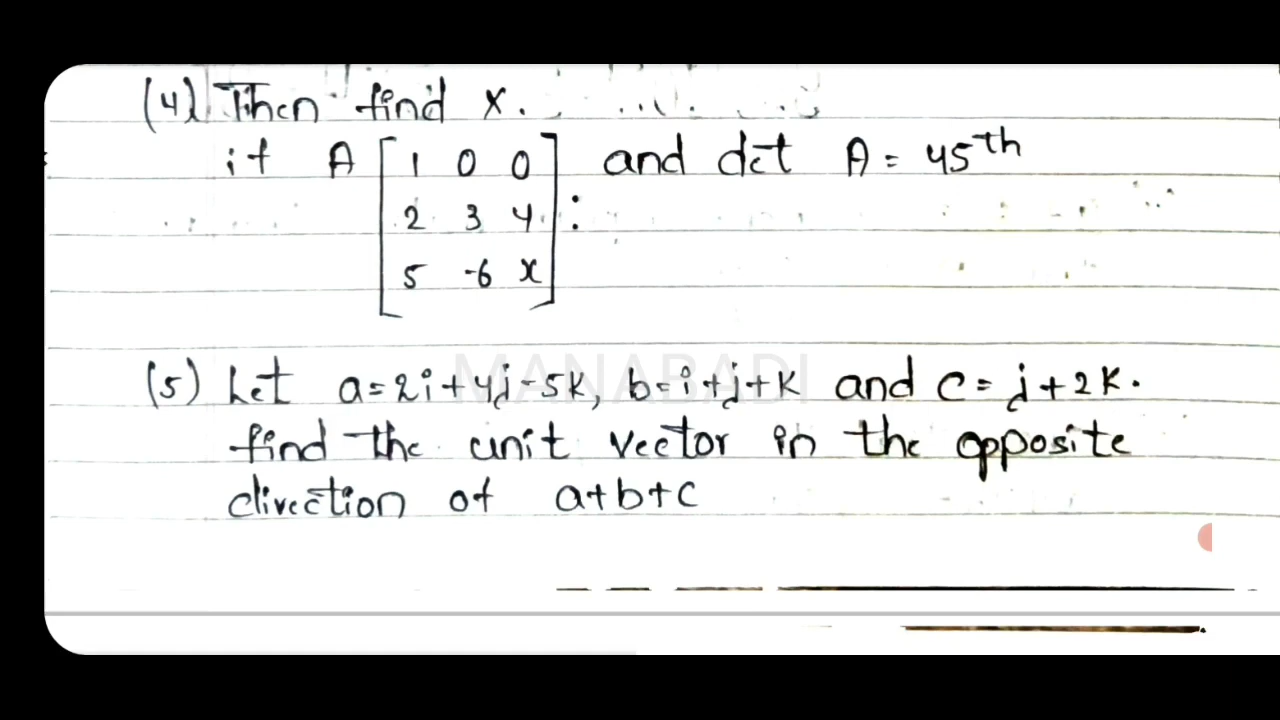 (4) Then find x.
if A [1 0 0 and det A = 45th
2 3 4 :
5 -6 x]
MANABADI
(5) Let a=2i+4j-5k, b=i+j+k and c= j+2k.
find the unit vector in the opposite
direction of a+b+c